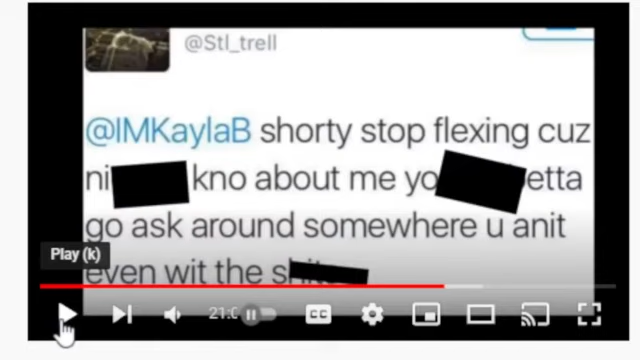 @Stl_trell
@IMKaylaB shorty stop flexing cuz
ni kno about me yo etta
go ask around somewhere u anit
even wit the
Play (k)
CC